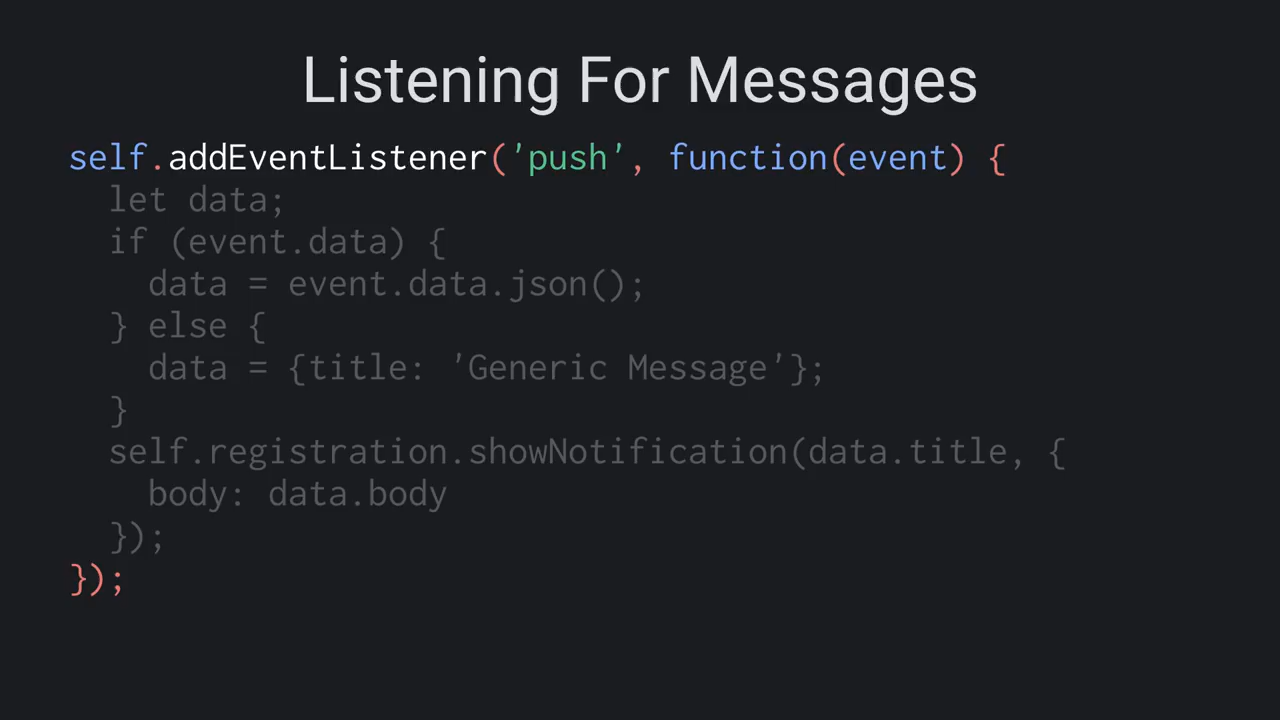 Listening For Messages
self.addEventListener('push', function(event) {
  let data;
  if (event.data) {
    data = event.data.json();
  } else {
    data = {title: 'Generic Message'};
  }
  self.registration.showNotification(data.title, {
    body: data.body
  });
});